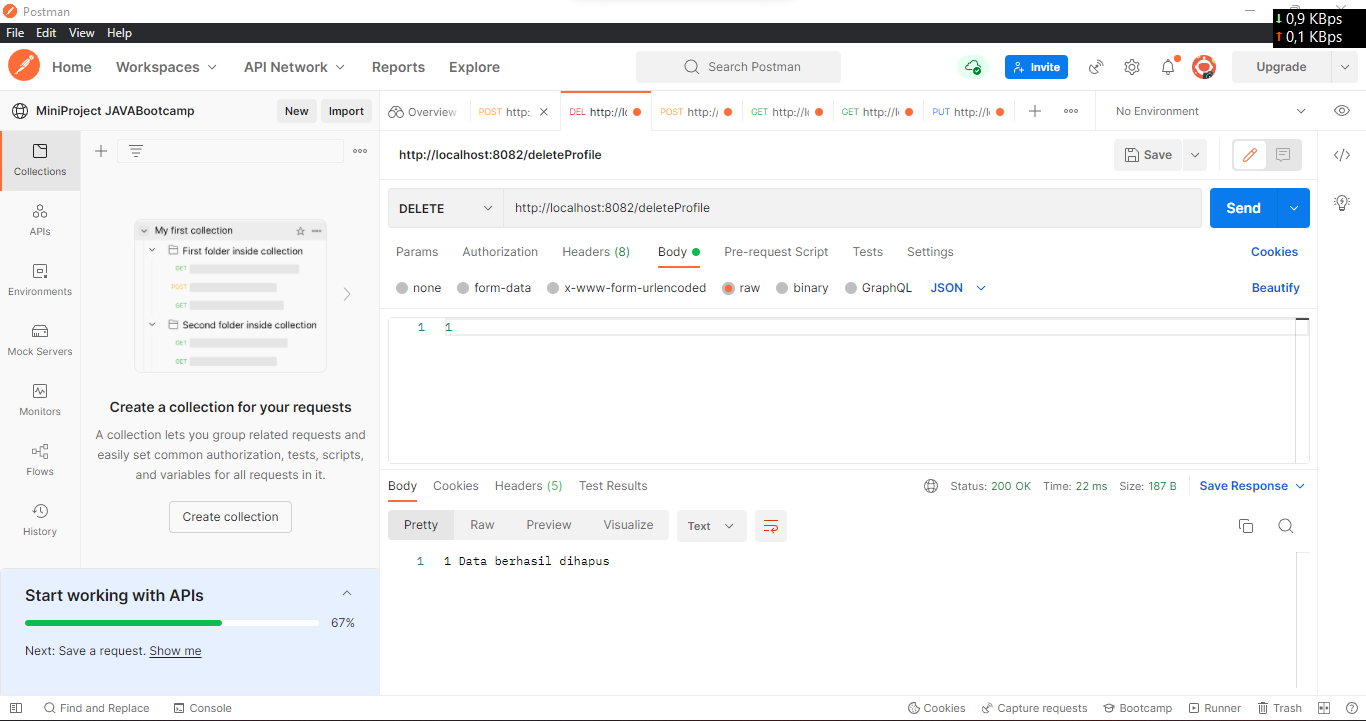 Postman
0,9 KBps
0,1 KBps
File Edit View Help
Home Workspaces API Network Reports Explore Search Postman Invite Upgrade
MiniProject JAVABootcamp New Import Overview POST http: DEL http://l POST http:/ GET http://l GET http://l PUT http://l No Environment
Collections
APIs
Environments
Mock Servers
Monitors
Flows
History
My first collection
First folder inside collection
GET
POST
GET
Second folder inside collection
GET
GET
Create a collection for your requests
A collection lets you group related requests and
easily set common authorization, tests, scripts,
and variables for all requests in it.
Create collection
Start working with APIs
67%
Next: Save a request. Show me
http://localhost:8082/deleteProfile Save
DELETE http://localhost:8082/deleteProfile Send
Params Authorization Headers (8) Body Pre-request Script Tests Settings Cookies
none form-data x-www-form-urlencoded raw binary GraphQL JSON Beautify
1 1
Body Cookies Headers (5) Test Results Status: 200 OK Time: 22 ms Size: 187 B Save Response
Pretty Raw Preview Visualize Text
1 1 Data berhasil dihapus
Find and Replace Console Cookies Capture requests Bootcamp Runner Trash